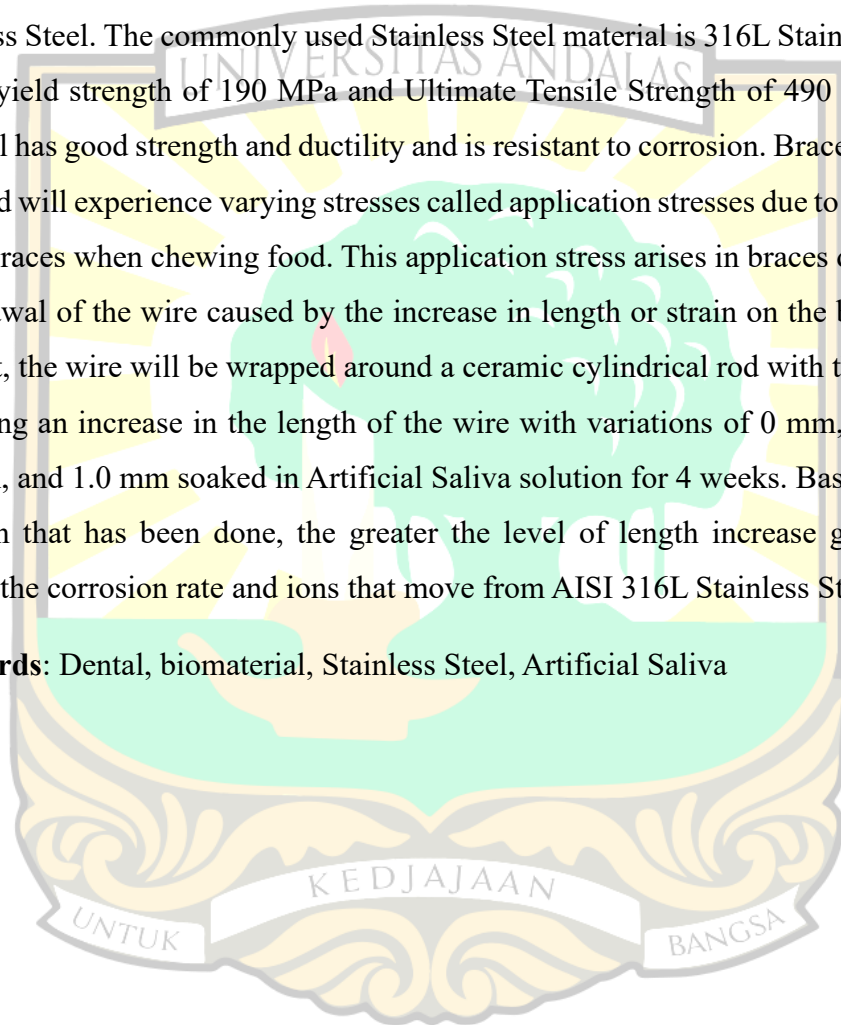 ss Steel. The commonly used Stainless Steel material is 316L Stain
UNIVERSITAS ANDALAS
yield strength of 190 MPa and Ultimate Tensile Strength of 490
l has good strength and ductility and is resistant to corrosion. Brace
d will experience varying stresses called application stresses due to
races when chewing food. This application stress arises in braces
awal of the wire caused by the increase in length or strain on the b
t, the wire will be wrapped around a ceramic cylindrical rod with t
ng an increase in the length of the wire with variations of 0 mm,
, and 1.0 mm soaked in Artificial Saliva solution for 4 weeks. Bas
n that has been done, the greater the level of length increase g
the corrosion rate and ions that move from AISI 316L Stainless St
rds: Dental, biomaterial, Stainless Steel, Artificial Saliva
UNTUK KEDJAJAAN BANGSA